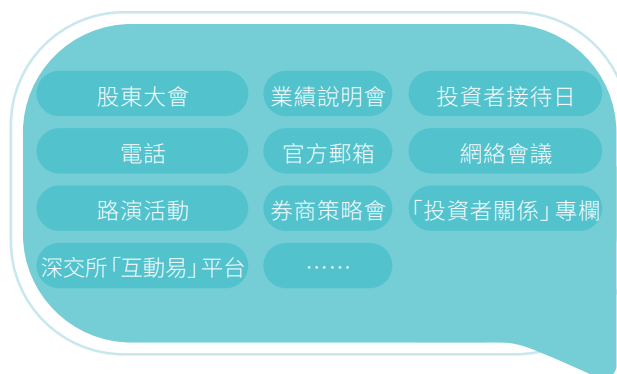 股東大會
業績說明會
投資者接待日
電話
官方郵箱
網絡會議
路演活動
券商策略會
「投資者關係」專欄
深交所「互動易」平台
……